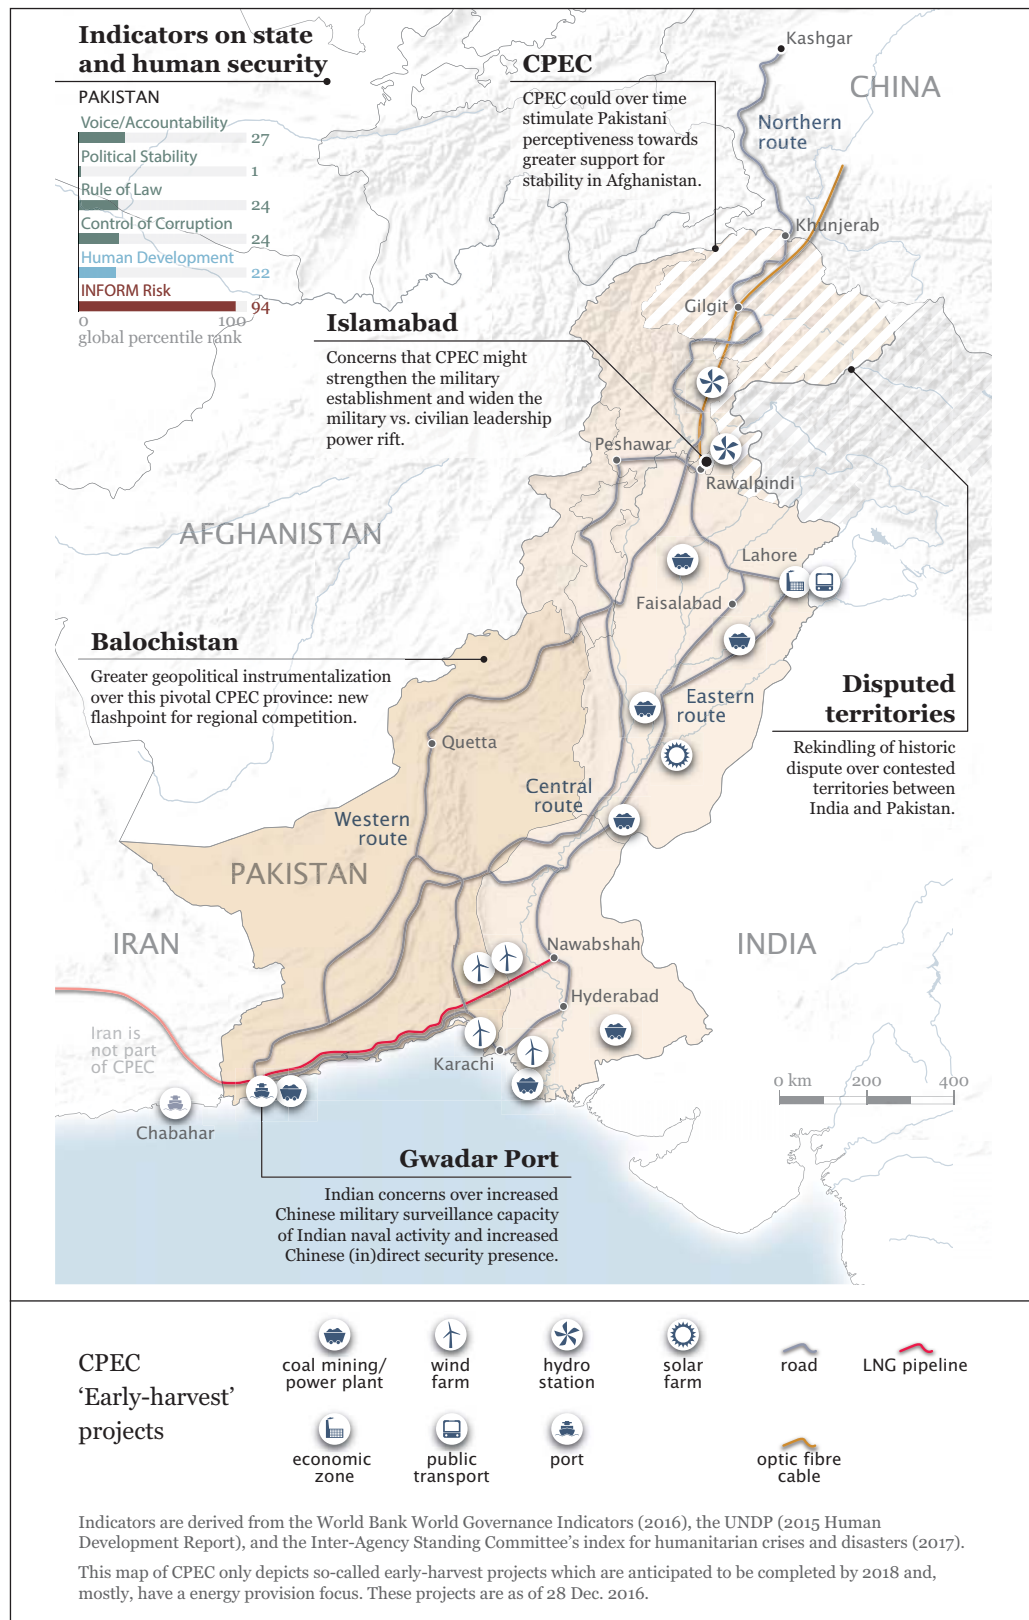 Indicators on state
and human security
PAKISTAN
Voice/Accountability
27
Political Stability
1
Rule of Law
24
Control of Corruption
24
Human Development
22
INFORM Risk
94
0
100
global percentile rank
CPEC
CPEC could over time
stimulate Pakistani
perceptiveness towards
greater support for
stability in Afghanistan.
Kashgar
CHINA
Northern
route
Khunjerab
Gilgit
Islamabad
Concerns that CPEC might
strengthen the military
establishment and widen the
military vs. civilian leadership
power rift.
Peshawar
Rawalpindi
AFGHANISTAN
Lahore
Faisalabad
Balochistan
Greater geopolitical instrumentalization
over this pivotal CPEC province: new
flashpoint for regional competition.
Disputed
territories
Rekindling of historic
dispute over contested
territories between
India and Pakistan.
Eastern
route
Quetta
Central
route
Western
route
PAKISTAN
IRAN
INDIA
Nawabshah
Hyderabad
Iran is
not part
of CPEC
Karachi
0 km
200
400
Chabahar
Gwadar Port
Indian concerns over increased
Chinese military surveillance capacity
of Indian naval activity and increased
Chinese (in)direct security presence.
CPEC
‘Early-harvest’
projects
coal mining/
power plant
wind
farm
hydro
station
solar
farm
road
LNG pipeline
economic
zone
public
transport
port
optic fibre
cable
Indicators are derived from the World Bank World Governance Indicators (2016), the UNDP (2015 Human
Development Report), and the Inter-Agency Standing Committee’s index for humanitarian crises and disasters (2017).
This map of CPEC only depicts so-called early-harvest projects which are anticipated to be completed by 2018 and,
mostly, have a energy provision focus. These projects are as of 28 Dec. 2016.